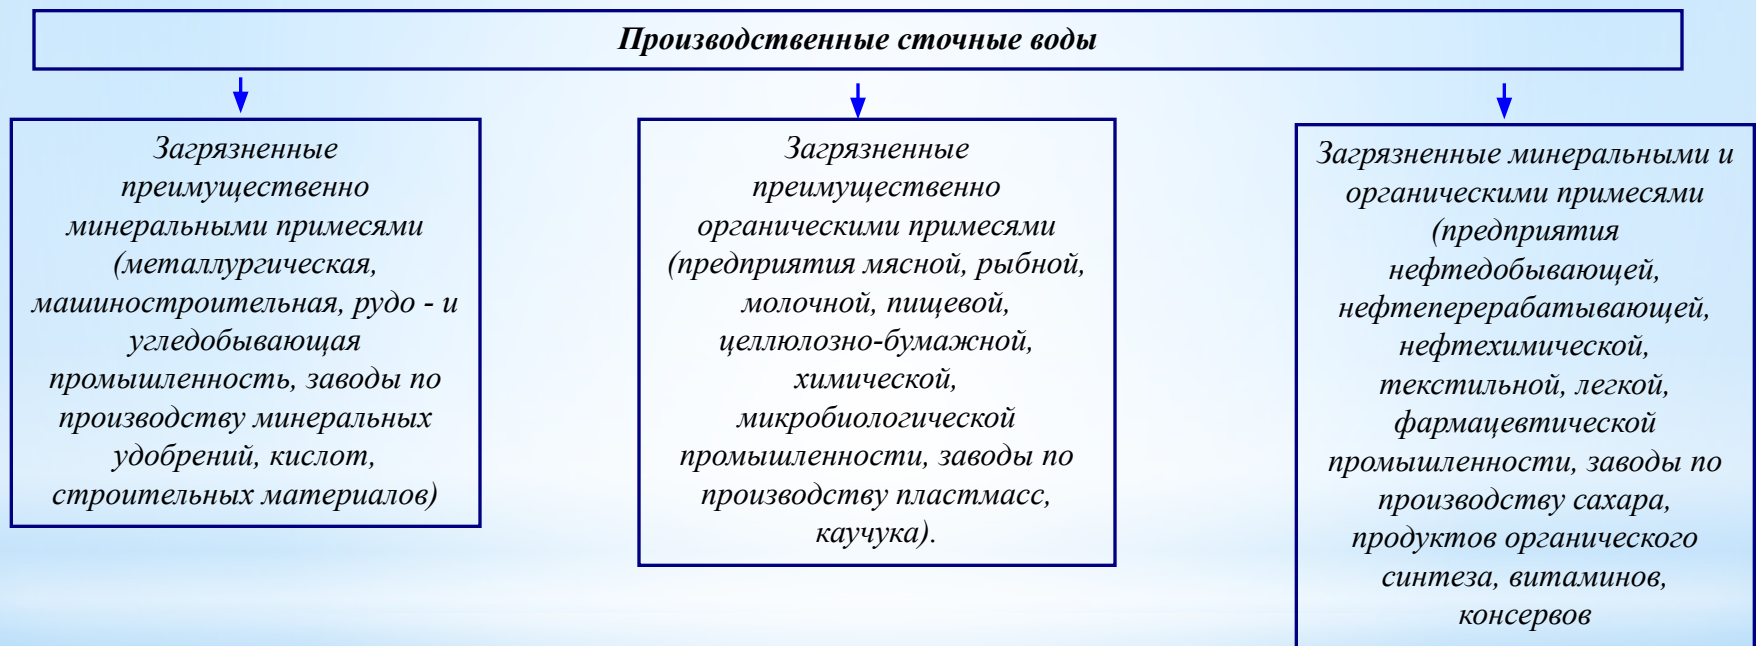 Производственные сточные воды
Загрязненные
преимущественно
минеральными примесями
(металлургическая,
машиностроительная, рудо - и
угледобывающая
промышленность, заводы по
производству минеральных
удобрений, кислот,
строительных материалов)
Загрязненные
преимущественно
органическими примесями
(предприятия мясной, рыбной,
молочной, пищевой,
целлюлозно-бумажной,
химической,
микробиологической
промышленности, заводы по
производству пластмасс,
каучука).
Загрязненные минеральными и
органическими примесями
(предприятия
нефтедобывающей,
нефтеперерабатывающей,
нефтехимической,
текстильной, легкой,
фармацевтической
промышленности, заводы по
производству сахара,
продуктов органического
синтеза, витаминов,
консервов